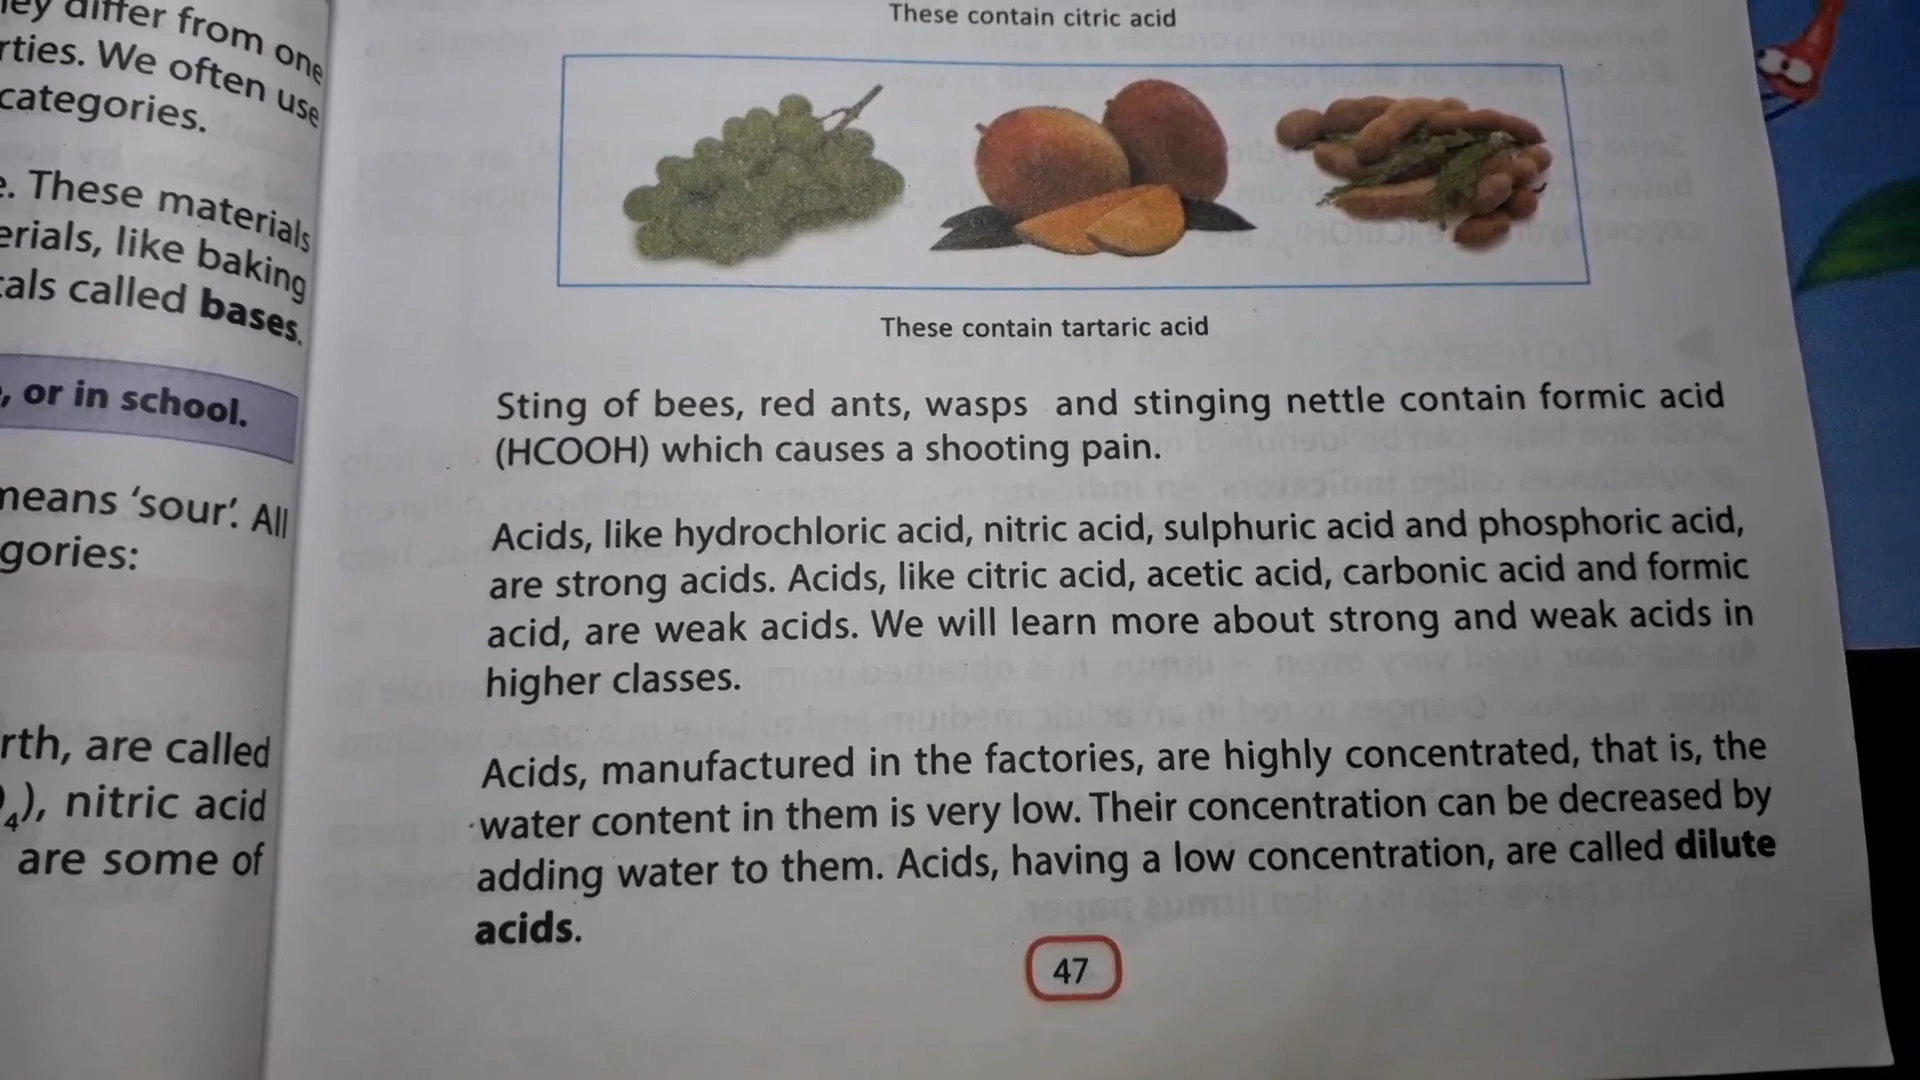 ey differ from one
rties. We often use
categories.
e. These materials
erials, like baking
cals called bases.
, or in school.
means ‘sour’. All
gories:
rth, are called
4), nitric acid
are some of
These contain citric acid
These contain tartaric acid
Sting of bees, red ants, wasps and stinging nettle contain formic acid
(HCOOH) which causes a shooting pain.
Acids, like hydrochloric acid, nitric acid, sulphuric acid and phosphoric acid,
are strong acids. Acids, like citric acid, acetic acid, carbonic acid and formic
acid, are weak acids. We will learn more about strong and weak acids in
higher classes.
Acids, manufactured in the factories, are highly concentrated, that is, the
water content in them is very low. Their concentration can be decreased by
adding water to them. Acids, having a low concentration, are called dilute
acids.
47